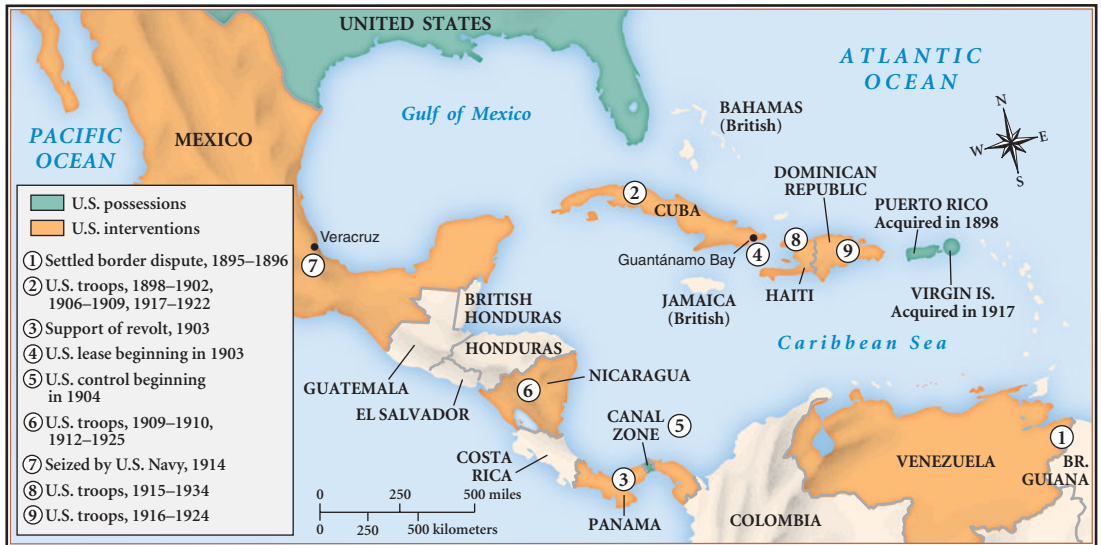 UNITED STATES
ATLANTIC
OCEAN
Gulf of Mexico
BAHAMAS
(British)
PACIFIC
OCEAN
MEXICO
N
W
E
S
DOMINICAN
REPUBLIC
PUERTO RICO
Acquired in 1898
2
CUBA
Guantánamo Bay
4
8
9
HAITI
JAMAICA
(British)
VIRGIN IS.
Acquired in 1917
Veracruz
7
Caribbean Sea
BRITISH
HONDURAS
HONDURAS
GUATEMALA
EL SALVADOR
6
NICARAGUA
CANAL
ZONE
5
COSTA
RICA
3
PANAMA
1
VENEZUELA
BR.
GUIANA
COLOMBIA
U.S. possessions
U.S. interventions
1 Settled border dispute, 1895–1896
2 U.S. troops, 1898–1902,
1906–1909, 1917–1922
3 Support of revolt, 1903
4 U.S. lease beginning in 1903
5 U.S. control beginning
in 1904
6 U.S. troops, 1909–1910,
1912–1925
7 Seized by U.S. Navy, 1914
8 U.S. troops, 1915–1934
9 U.S. troops, 1916–1924
0 250 500 miles
0 250 500 kilometers